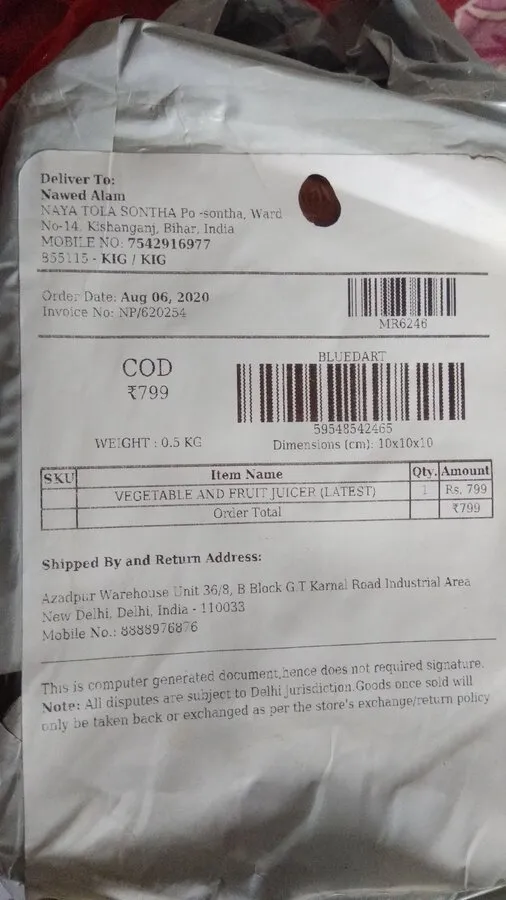 Deliver To:
Nawed Alam
NAYA TOLA SONTHA Po -sontha, Ward
No-14, Kishanganj, Bihar, India
MOBILE NO: 7542916977
855115 - KIG / KIG
Order Date: Aug 06, 2020
Invoice No: NP/620254
MR6246
COD
₹799
WEIGHT : 0.5 KG
BLUEDART
59548542465
Dimensions (cm): 10x10x10
SKU Item Name Qty. Amount
VEGETABLE AND FRUIT JUICER (LATEST) 1 Rs. 799
Order Total ₹799
Shipped By and Return Address:
Azadpur Warehouse Unit 36/8, B Block G.T Karnal Road Industrial Area
New Delhi, Delhi, India - 110033
Mobile No.: 8888976876
This is computer generated document,hence does not required signature.
Note: All disputes are subject to Delhi jurisdiction.Goods once sold will
only be taken back or exchanged as per the store's exchange/return policy